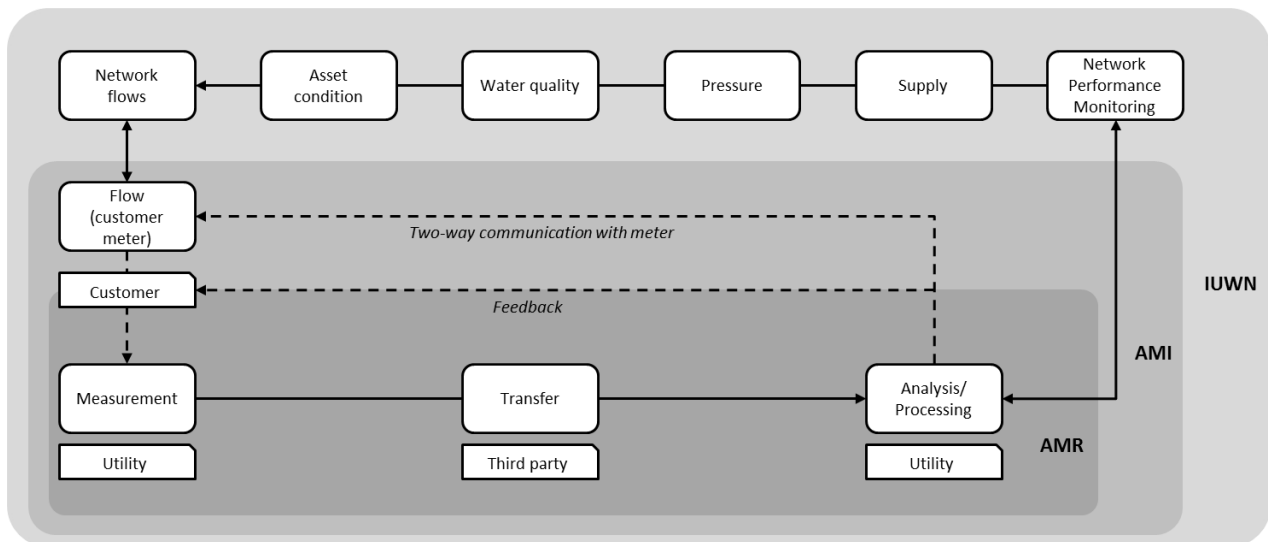 Network
flows
Asset
condition
Water quality
Pressure
Supply
Network
Performance
Monitoring
Flow
(customer
meter)
Two-way communication with meter
Customer
Feedback
IUWN
AMI
Measurement
Transfer
Analysis/
Processing
AMR
Utility
Third party
Utility